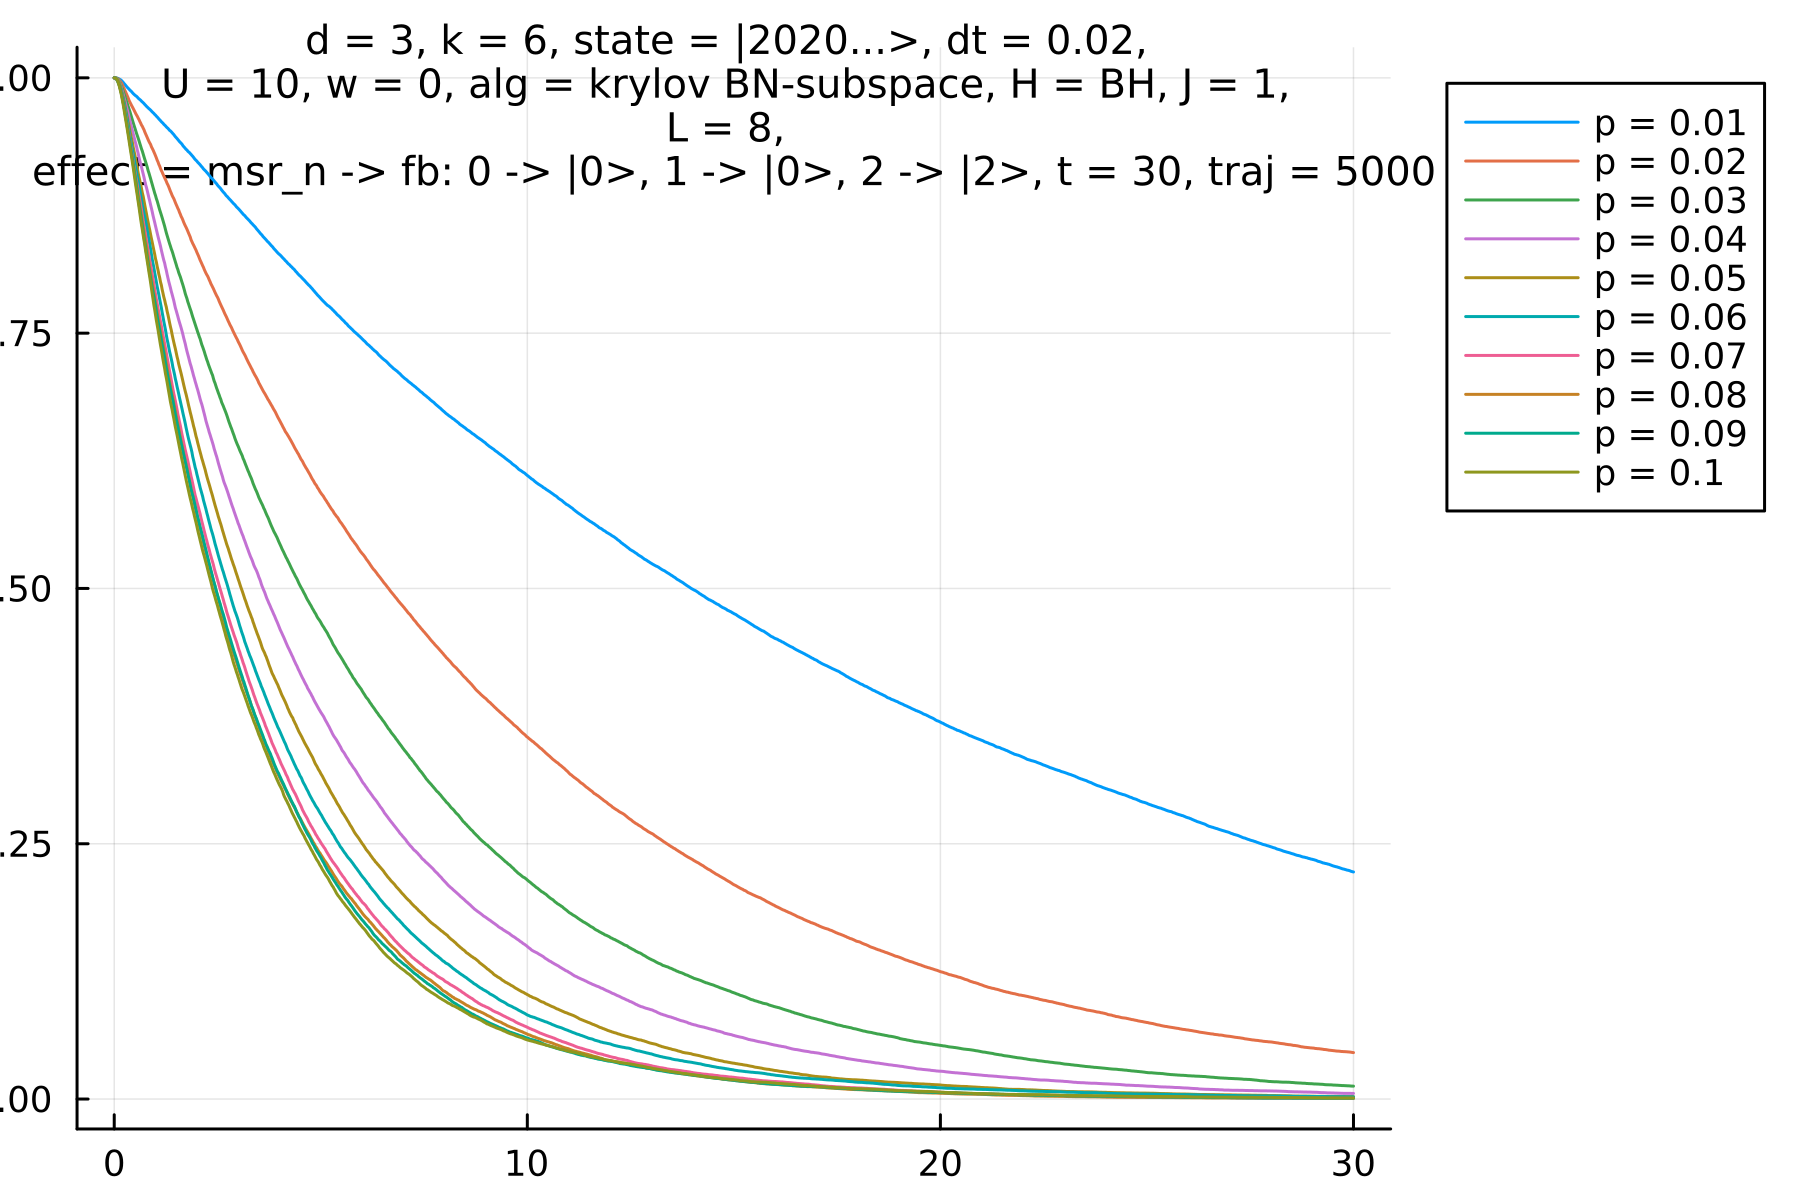 d = 3, k = 6, state = |2020...>, dt = 0.02,
U = 10, w = 0, alg = krylov BN-subspace, H = BH, J = 1,
L = 8,
effect = msr_n -> fb: 0 -> |0>, 1 -> |0>, 2 -> |2>, t = 30, traj = 5000
.00
.75
.50
.25
.00
0 10 20 30
p = 0.01
p = 0.02
p = 0.03
p = 0.04
p = 0.05
p = 0.06
p = 0.07
p = 0.08
p = 0.09
p = 0.1